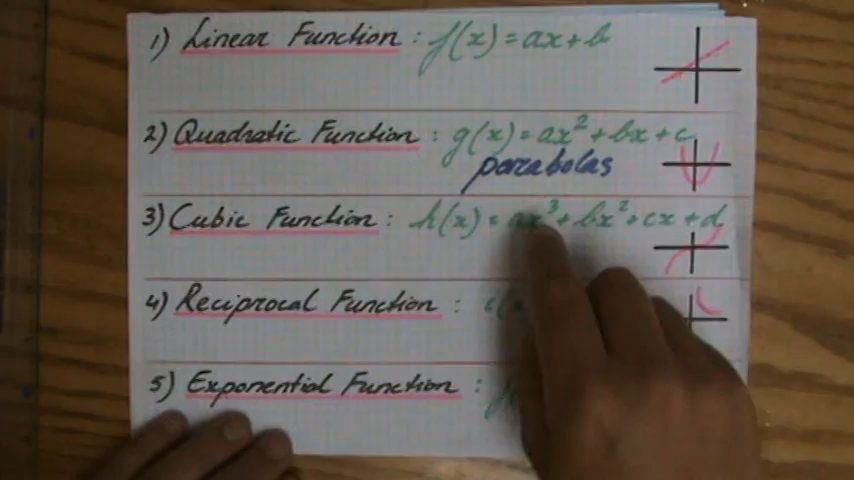 1) Linear Function : f(x) = ax + b
2) Quadratic Function : g(x) = ax² + bx + c
parabolas
3) Cubic Function : h(x) = ax³ + bx² + cx + d
4) Reciprocal Function :
5) Exponential Function :